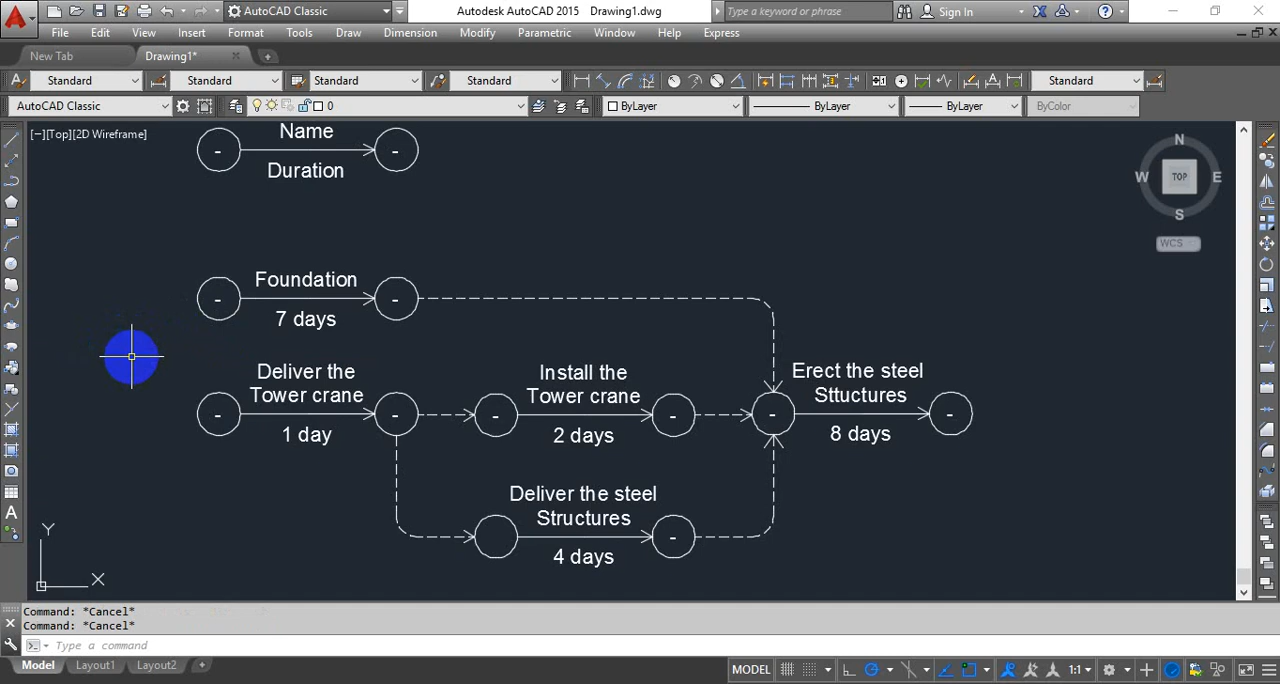 AutoCAD Classic Autodesk AutoCAD 2015 Drawing1.dwg Type a keyword or phrase Sign In
File Edit View Insert Format Tools Draw Dimension Modify Parametric Window Help Express
New Tab Drawing1*
Standard Standard Standard Standard Standard
AutoCAD Classic 0 ByLayer ByLayer ByLayer ByColor
[−][Top][2D Wireframe]
Name
- -
Duration
N
W TOP E
S
WCS
Foundation
- -
7 days
Deliver the
Tower crane
- -
1 day
Install the
Tower crane
- -
2 days
Erect the steel
Sttuctures
- -
8 days
Deliver the steel
Structures
-
4 days
Y
X
Command: *Cancel*
Command: *Cancel*
Type a command
Model Layout1 Layout2 +
MODEL 1:1